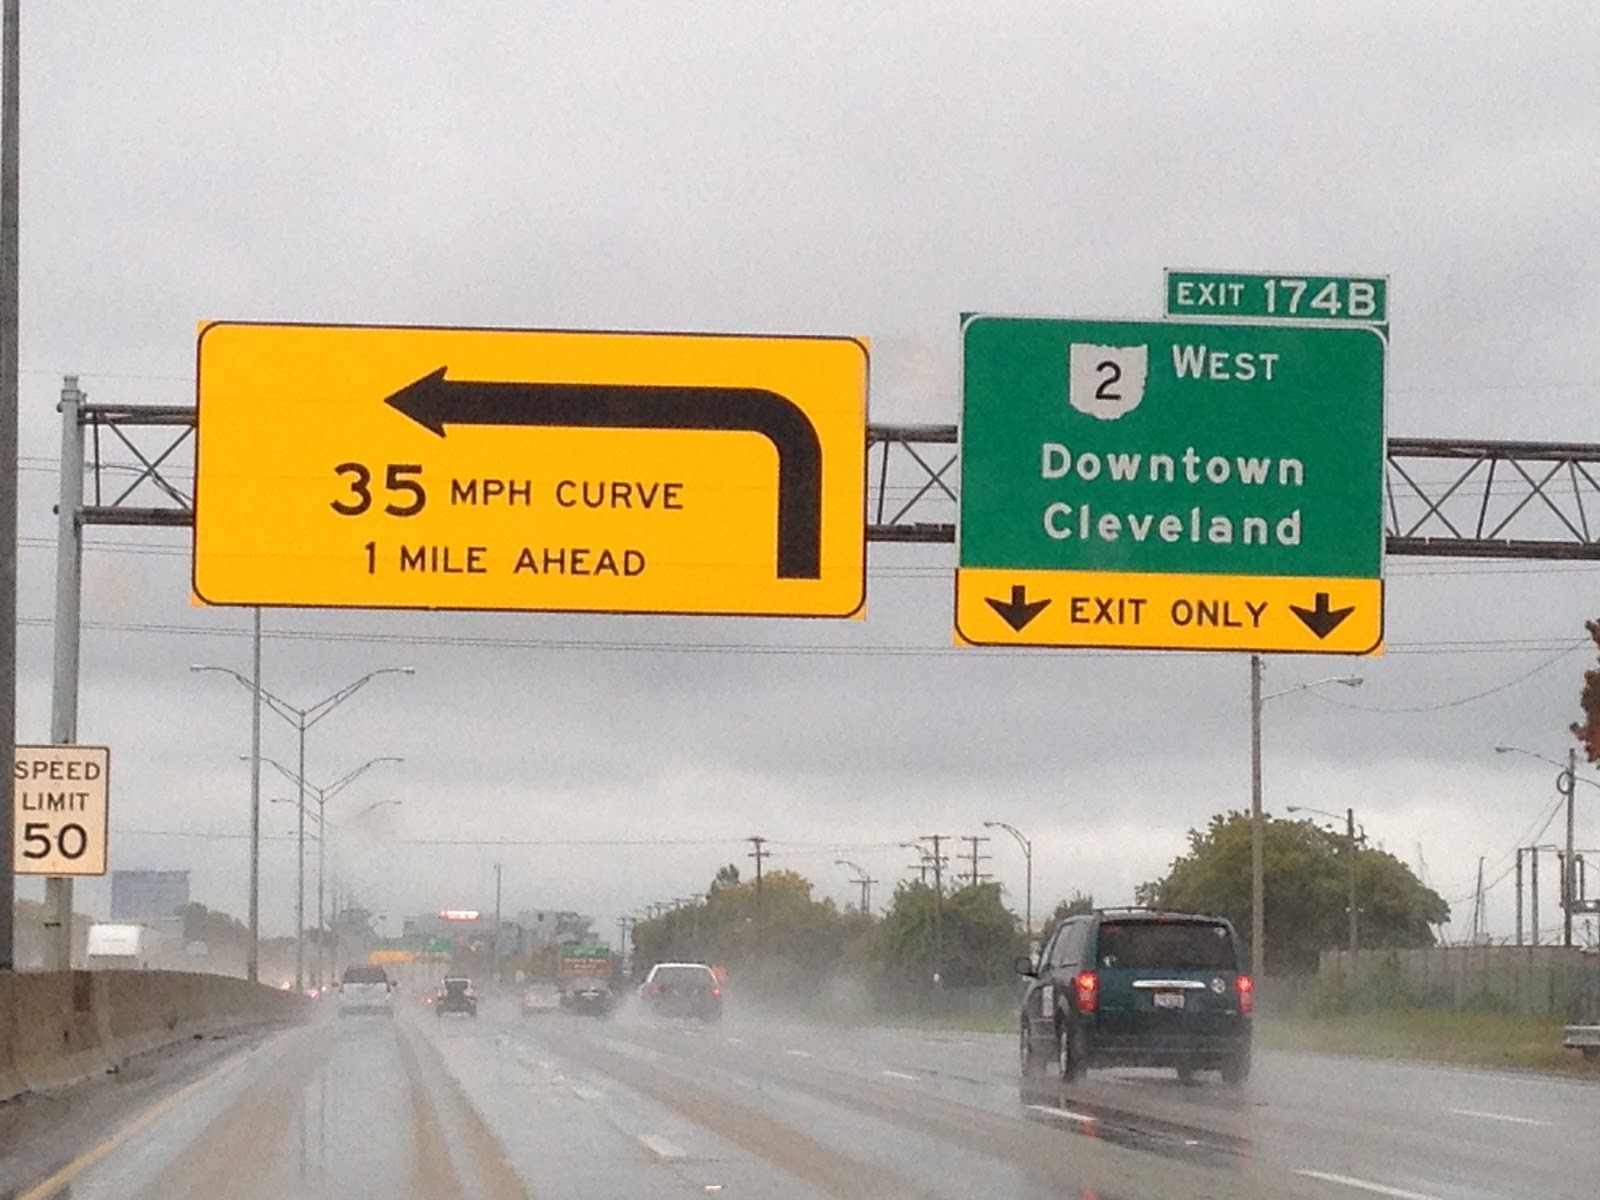 35 MPH CURVE
1 MILE AHEAD
EXIT 174B
2 WEST
Downtown
Cleveland
EXIT ONLY
SPEED
LIMIT
50